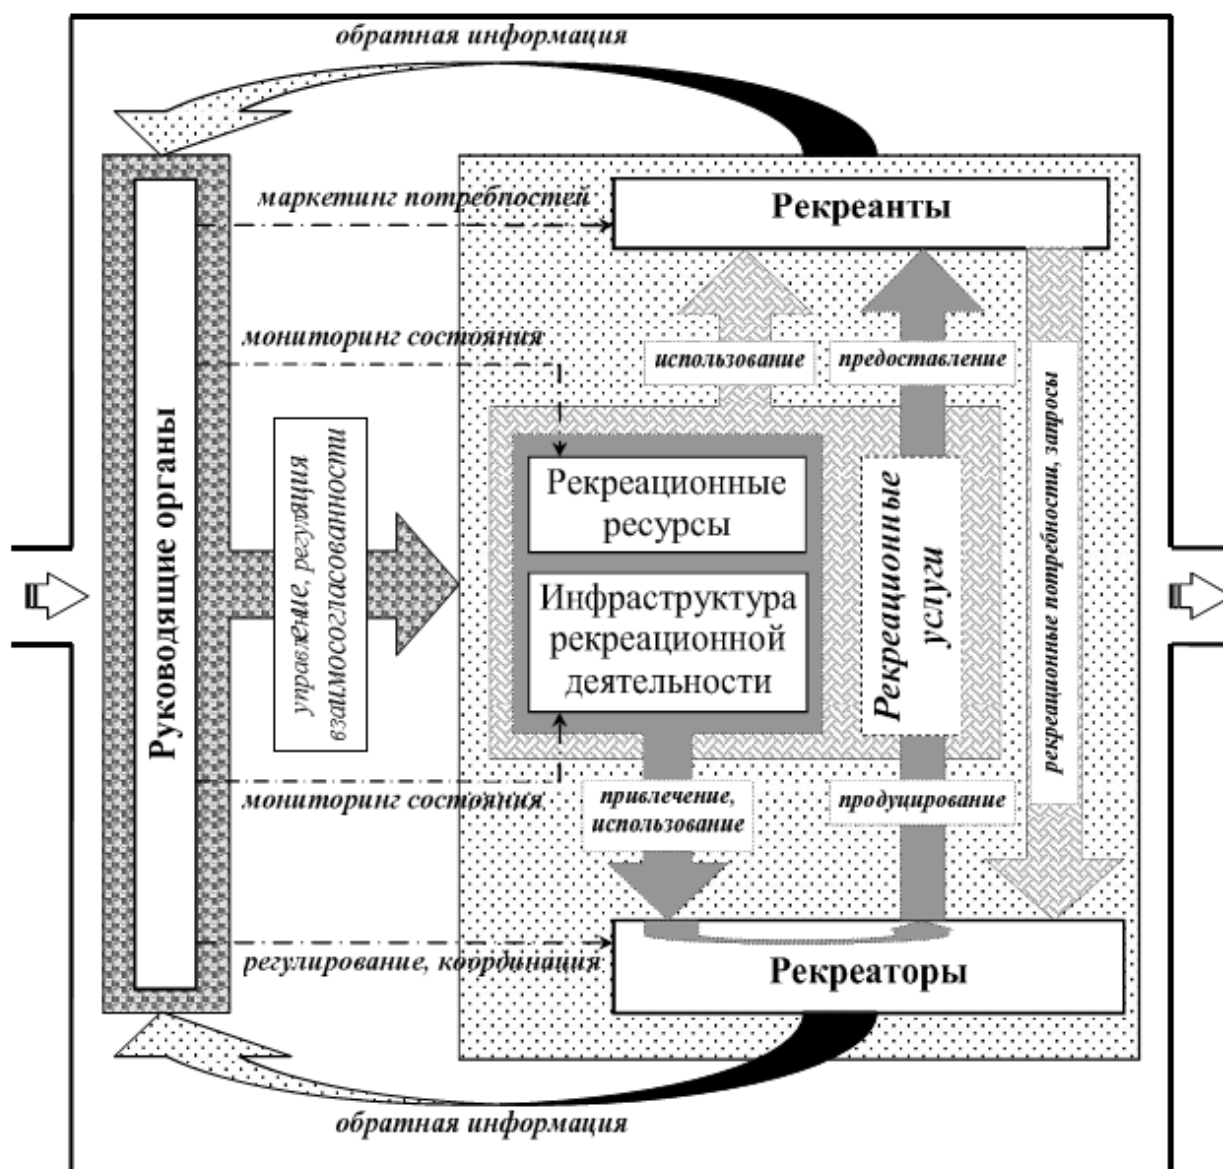 обратная информация
Рекреанты
маркетинг потребностей
мониторинг состояния
использование
предоставление
Руководящие органы
управление, регуляция
взаимосогласованности
Рекреационные
ресурсы
Инфраструктура
рекреационной
деятельности
Рекреационные
услуги
рекреационные потребности, запросы
мониторинг состояния
привлечение,
использование
продуцирование
регулирование, координация
Рекреаторы
обратная информация